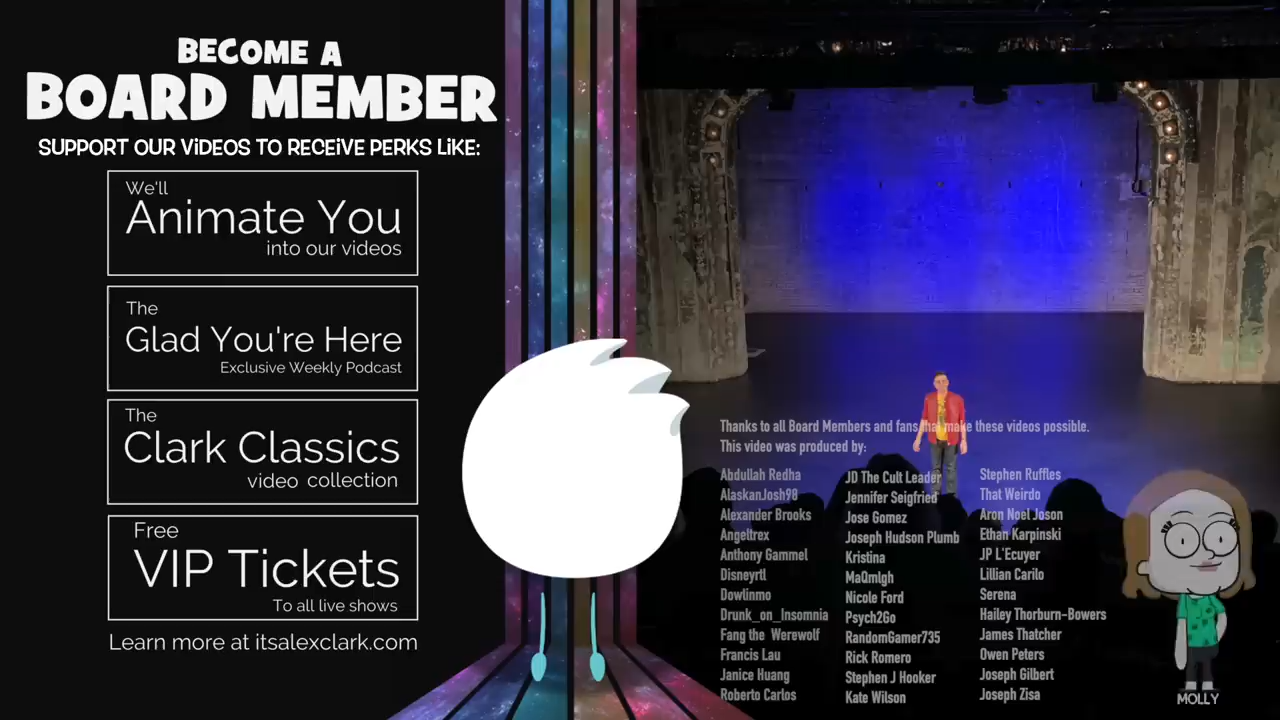 BECOME A
BOARD MEMBER
SUPPORT OUR ViDEOS TO RECEiVE PERKS LiKE:
We'll
Animate You
into our videos
The
Glad You're Here
Exclusive Weekly Podcast
The
Clark Classics
video collection
Free
VIP Tickets
To all live shows
Learn more at itsalexclark.com
Thanks to all Board Members and fans that make these videos possible.
This video was produced by:
Abdullah Redha
AlaskanJosh98
Alexander Brooks
Angeltrex
Anthony Gammel
Disneyrtl
Dowlinmo
Drunk_on_Insomnia
Fang the Werewolf
Francis Lau
Janice Huang
Roberto Carlos
JD The Cult Leader
Jennifer Seigfried
Jose Gomez
Joseph Hudson Plumb
Kristina
MaQmlgh
Nicole Ford
Psych2Go
RandomGamer735
Rick Romero
Stephen J Hooker
Kate Wilson
Stephen Ruffles
That Weirdo
Aron Noel Joson
Ethan Karpinski
JP L'Ecuyer
Lillian Carilo
Serena
Hailey Thorburn-Bowers
James Thatcher
Owen Peters
Joseph Gilbert
Joseph Zisa
MOLLY